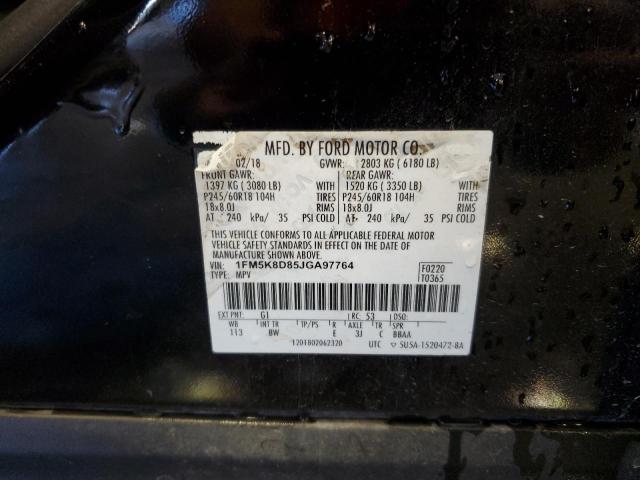 MFD. BY FORD MOTOR CO.
02/18 GVWR: 2803 KG ( 6180 LB)
FRONT GAWR: REAR GAWR:
1397 KG ( 3080 LB) WITH 1520 KG ( 3350 LB) WITH
P245/60R18 104H TIRES P245/60R18 104H TIRES
18x8.0J RIMS 18x8.0J RIMS
AT 240 kPa/ 35 PSI COLD AT 240 kPa/ 35 PSI COLD
THIS VEHICLE CONFORMS TO ALL APPLICABLE FEDERAL MOTOR
VEHICLE SAFETY STANDARDS IN EFFECT ON THE DATE OF
MANUFACTURE SHOWN ABOVE.
VIN: 1FM5K8D85JGA97764 F0220
TYPE: MPV T0365
EXT PNT: G1 RC: 53 DSO:
WB INT TR TP/PS R AXLE TR SPR
113 BW E 3J C BBAA
1201802062320 UTC ▽ 5USA-1520472-BA